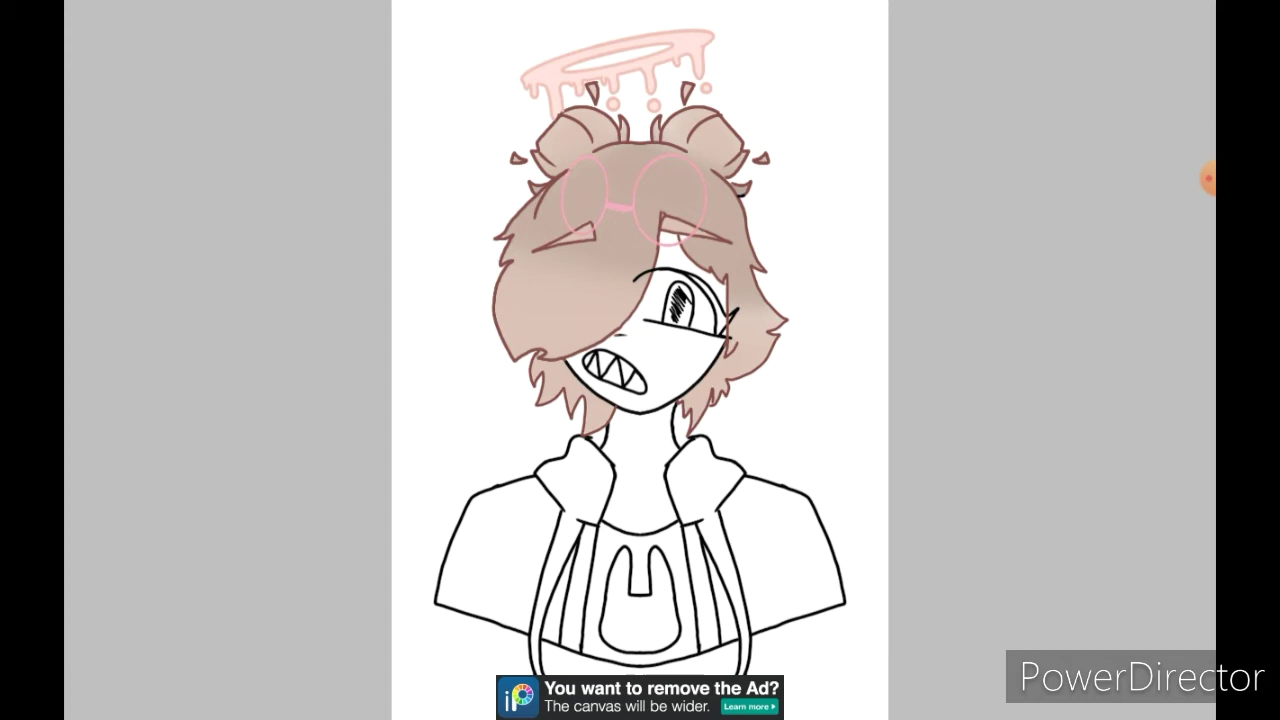 You want to remove the Ad?
The canvas will be wider.
Learn more
PowerDirector